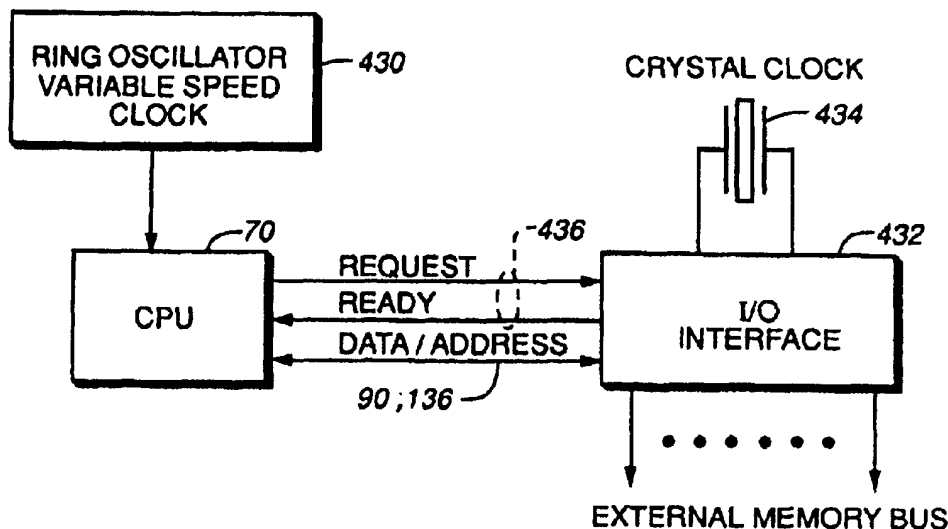 RING OSCILLATOR
VARIABLE SPEED
CLOCK
430
CRYSTAL CLOCK
434
70
436
432
CPU
REQUEST
READY
DATA / ADDRESS
90 ; 136
I/O
INTERFACE
EXTERNAL MEMORY BUS